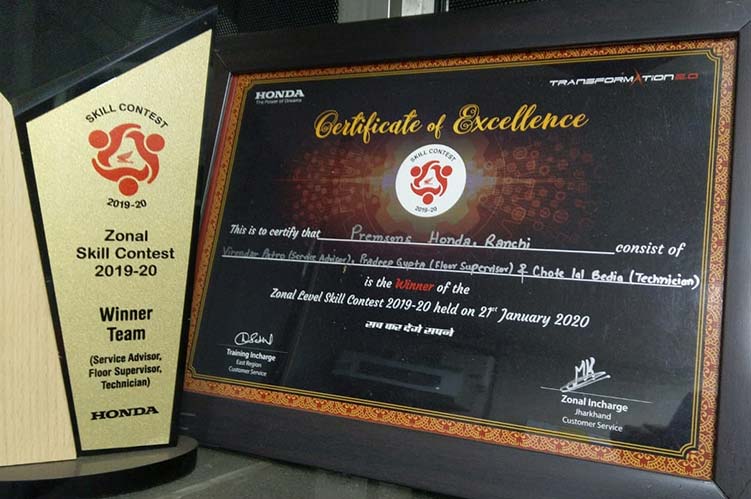 SKILL CONTEST
2019-20
Zonal
Skill Contest
2019-20
Winner
Team
(Service Advisor,
Floor Supervisor,
Technician)
HONDA
HONDA
The Power of Dreams
TRANSFORMATION 2.0
Certificate of Excellence
SKILL CONTEST
2019-20
This is to certify that Premsons Honda, Ranchi consist of
Virendar Patro (Service Advisor), Pradeep Gupta (Floor Supervisor) & Chote lal Bedia (Technician)
is the Winner of the
Zonal Level Skill Contest 2019-20 held on 21st January 2020
सच कर देंगे सपने
Training Incharge
East Region
Customer Service
MK
Zonal Incharge
Jharkhand
Customer Service